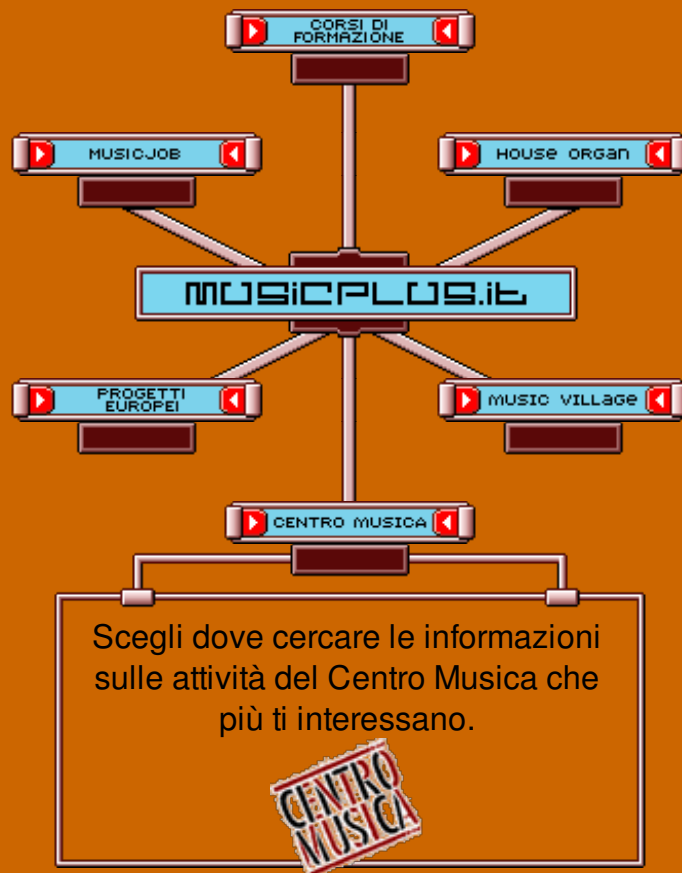 CORSI DI
FORMAZIONE
MUSICJOB
HOUSE ORGAN
MUSICPLUS.it
PROGETTI
EUROPEI
MUSIC VILLAGE
CENTRO MUSICA
Scegli dove cercare le informazioni
sulle attività del Centro Musica che
più ti interessano.
CENTRO
MUSICA